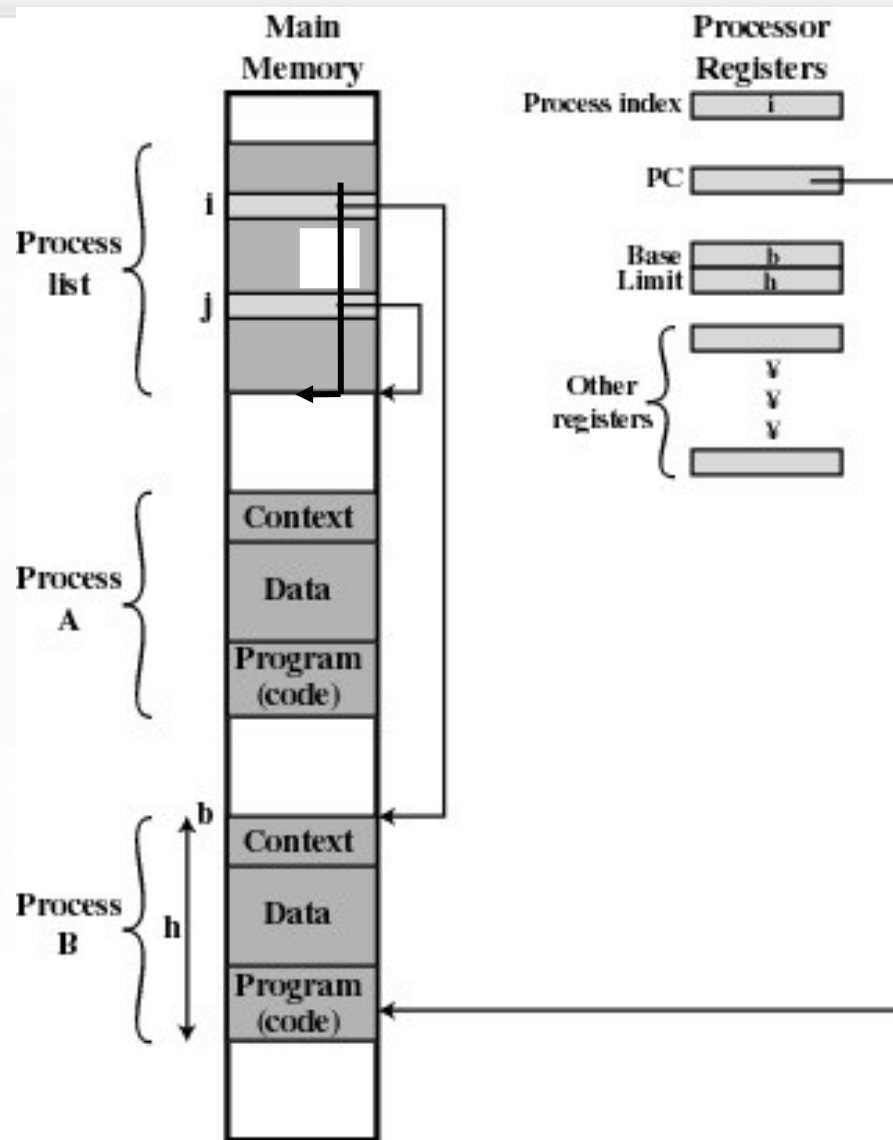 Main
Memory
Processor
Registers
Process index
i
PC
Base
b
Limit
h
Other
registers
¥
¥
¥
i
Process
list
j
Context
Process
A
Data
Program
(code)
b
Context
Process
B
h
Data
Program
(code)